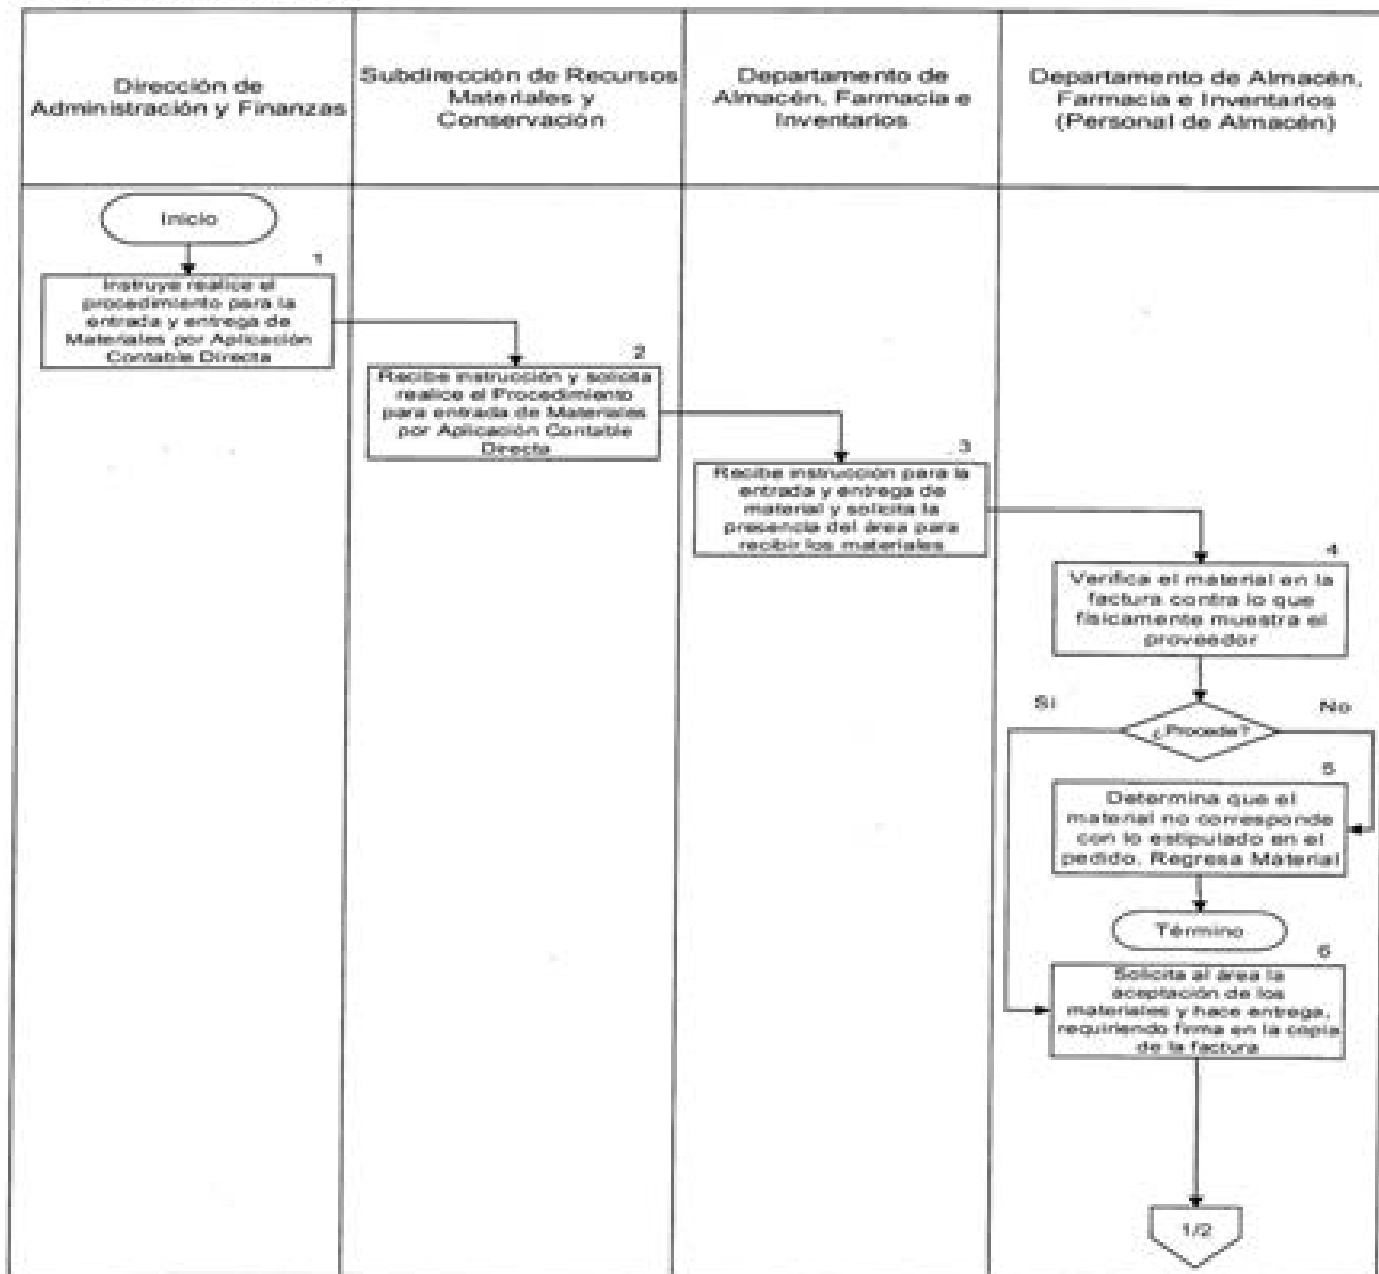 Dirección de
Administración y Finanzas
Subdirección de Recursos
Materiales y
Conservación
Departamento de
Almacén, Farmacia e
Inventarios
Departamento de Almacén,
Farmacia e Inventarios
(Personal de Almacén)
Inicio
1
Instruye realice el
procedimiento para la
entrada y entrega de
Materiales por Aplicación
Contable Directa
2
Recibe instrucción y solicita
realice el Procedimiento
para entrada de Materiales
por Aplicación Contable
Directa
3
Recibe instrucción para la
entrada y entrega de
material y solicita la
presencia del área para
recibir los materiales
4
Verifica el material en la
factura contra lo que
físicamente muestra el
proveedor
Si
¿Procede?
No
5
Determina que el
material no corresponde
con lo estipulado en el
pedido. Regresa Material
Término
6
Solicita al área la
aceptación de los
materiales y hace entrega,
requiriendo firma en la copia
de la factura
1/2